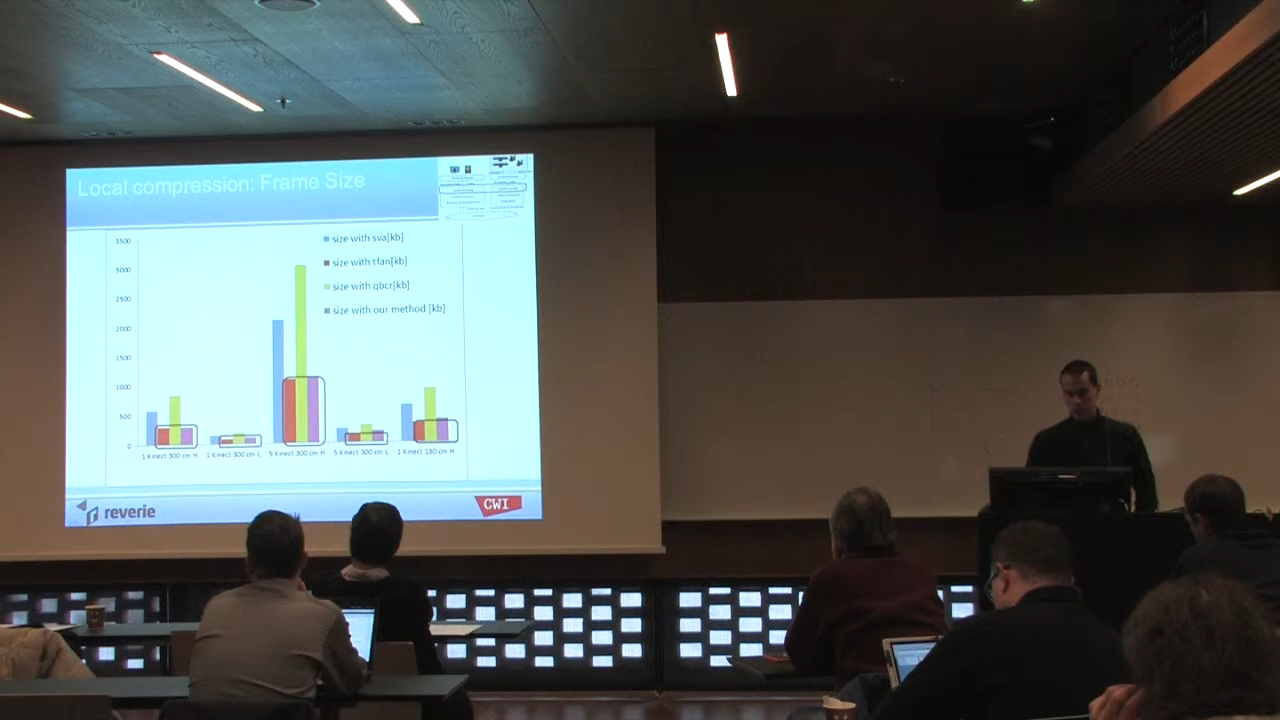 Local compression: Frame Size
3500
3000
2500
2000
1500
1000
500
0
size with sva[kb]
size with tfan[kb]
size with qbcr[kb]
size with our method [kb]
1 Kinect 300 cm H
1 Kinect 300 cm L
5 Kinect 300 cm H
5 Kinect 300 cm L
1 Kinect 130 cm H
reverie
CWI